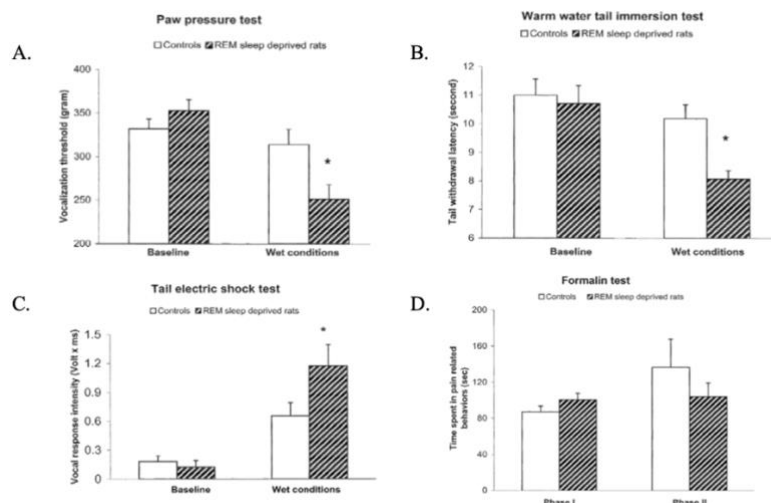 A.
Paw pressure test
Controls REM sleep deprived rats
Vocalization threshold (gram)
400
350
300
250
200
*
Baseline Wet conditions
B.
Warm water tail immersion test
Controls REM sleep deprived rats
Tail withdrawal latency (second)
12
11
10
9
8
7
6
*
Baseline Wet conditions
C.
Tail electric shock test
Controls REM sleep deprived rats
Vocal response intensity (Volt x ms)
1.5
1.2
0.9
0.6
0.3
0
*
Baseline Wet conditions
D.
Formalin test
Controls REM sleep deprived rats
Time spent in pain related
behaviors (sec)
200
160
120
80
40
0
Phase I Phase II